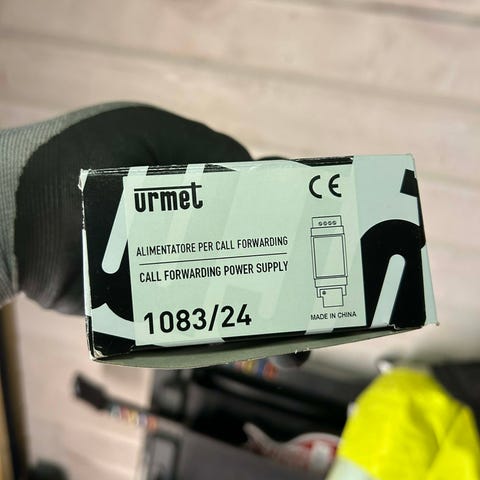 urmet
CE
ALIMENTATORE PER CALL FORWARDING
CALL FORWARDING POWER SUPPLY
1083/24
MADE IN CHINA